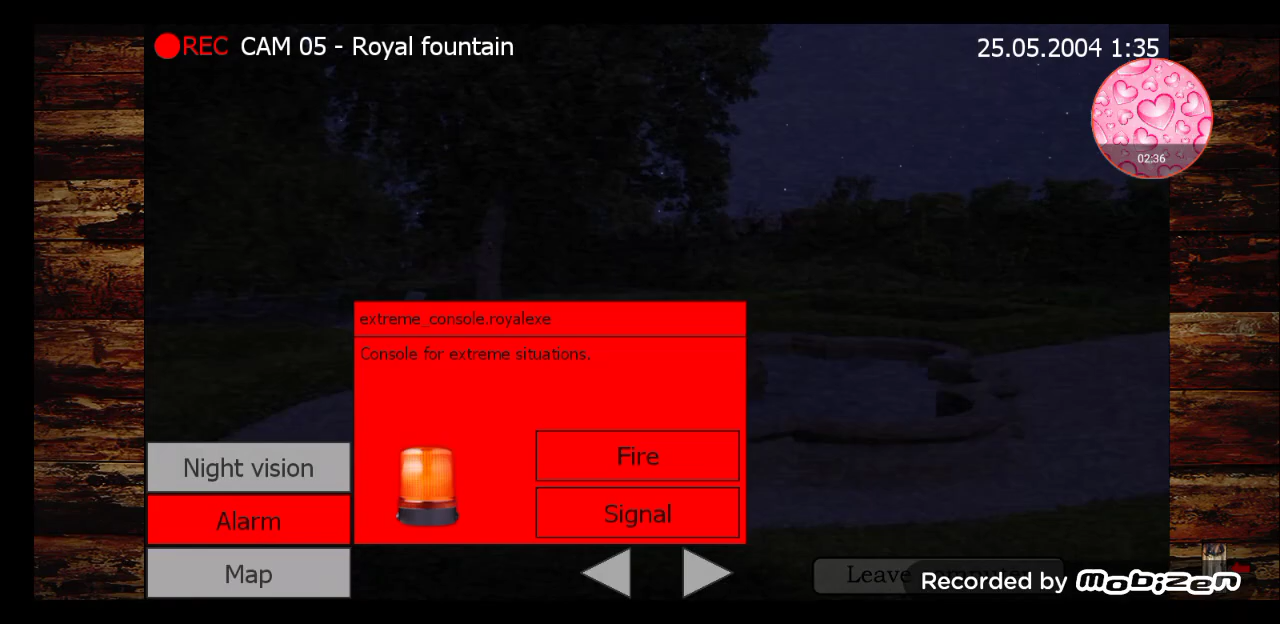 REC CAM 05 - Royal fountain
25.05.2004 1:35
02:36
extreme_console.royalexe
Console for extreme situations.
Night vision
Fire
Alarm
Signal
Map
Leave
Recorded by Mobizen